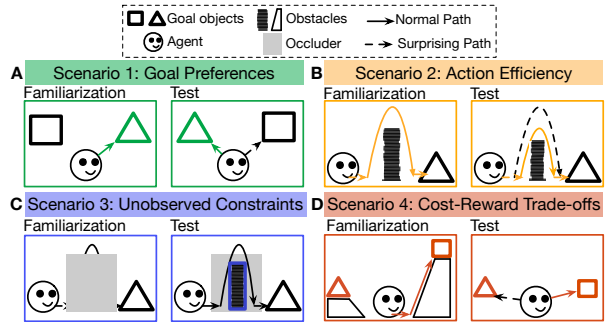 Goal objects
Obstacles
Normal Path
Agent
Occluder
Surprising Path
A Scenario 1: Goal Preferences
Familiarization Test
B Scenario 2: Action Efficiency
Familiarization Test
C Scenario 3: Unobserved Constraints
Familiarization Test
D Scenario 4: Cost-Reward Trade-offs
Familiarization Test